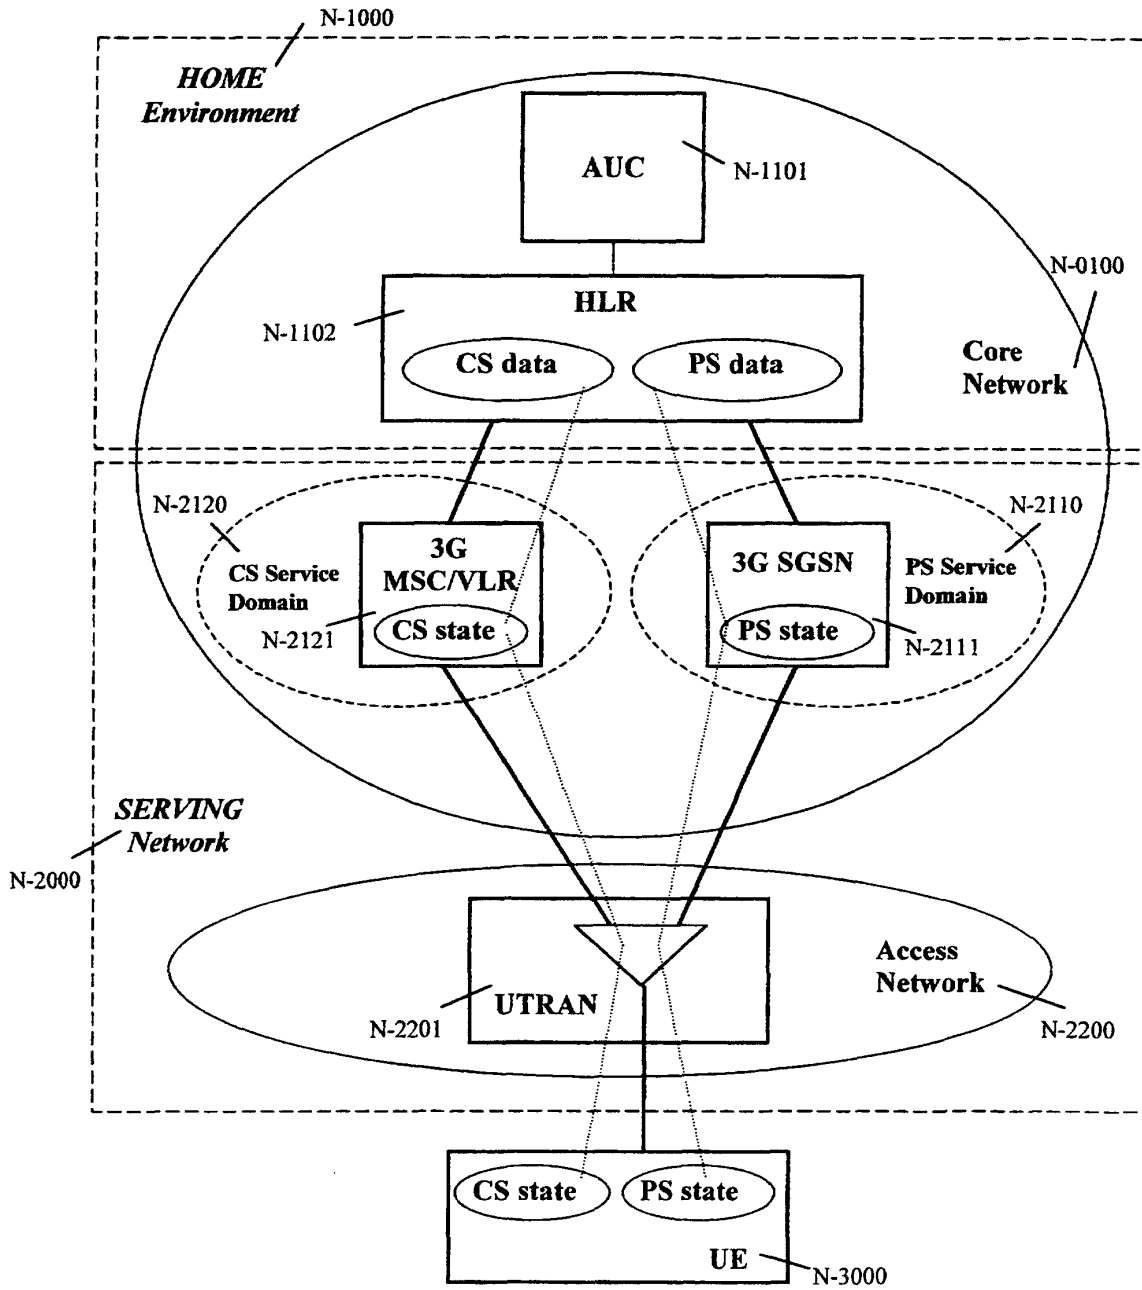 N-1000
HOME
Environment
AUC
N-1101
N-0100
HLR
N-1102
CS data
PS data
Core
Network
N-2120
N-2110
3G
MSC/VLR
3G SGSN
CS Service
Domain
PS Service
Domain
N-2121
CS state
PS state
N-2111
SERVING
Network
N-2000
Access
Network
UTRAN
N-2201
N-2200
CS state
PS state
UE
N-3000